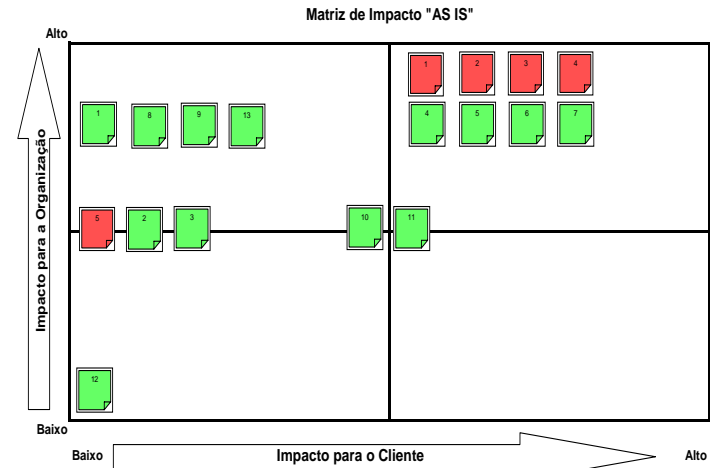 Matriz de Impacto "AS IS"
Alto
1 2 3 4
1 8 9 13 4 5 6 7
Impacto para a Organização
5 2 3 10 11
12
Baixo
Baixo Impacto para o Cliente Alto